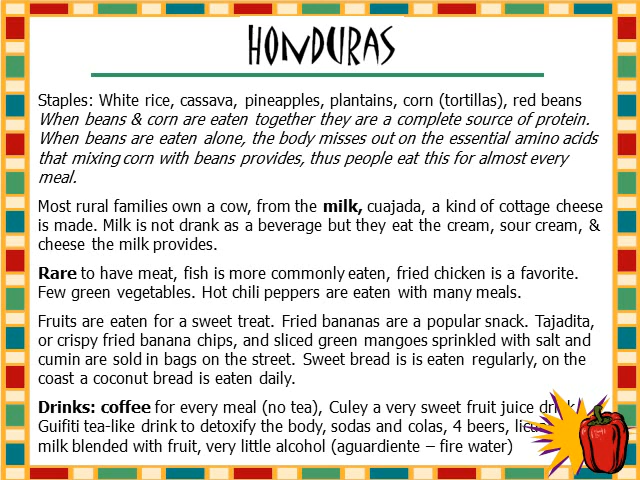 HONDURAS
Staples: White rice, cassava, pineapples, plantains, corn (tortillas), red beans
When beans & corn are eaten together they are a complete source of protein.
When beans are eaten alone, the body misses out on the essential amino acids
that mixing corn with beans provides, thus people eat this for almost every
meal.
Most rural families own a cow, from the milk, cuajada, a kind of cottage cheese
is made. Milk is not drank as a beverage but they eat the cream, sour cream, &
cheese the milk provides.
Rare to have meat, fish is more commonly eaten, fried chicken is a favorite.
Few green vegetables. Hot chili peppers are eaten with many meals.
Fruits are eaten for a sweet treat. Fried bananas are a popular snack. Tajadita,
or crispy fried banana chips, and sliced green mangoes sprinkled with salt and
cumin are sold in bags on the street. Sweet bread is is eaten regularly, on the
coast a coconut bread is eaten daily.
Drinks: coffee for every meal (no tea), Culey a very sweet fruit juice
Guifiti tea-like drink to detoxify the body, sodas and colas, 4 beers,
milk blended with fruit, very little alcohol (aguardiente – fire water)